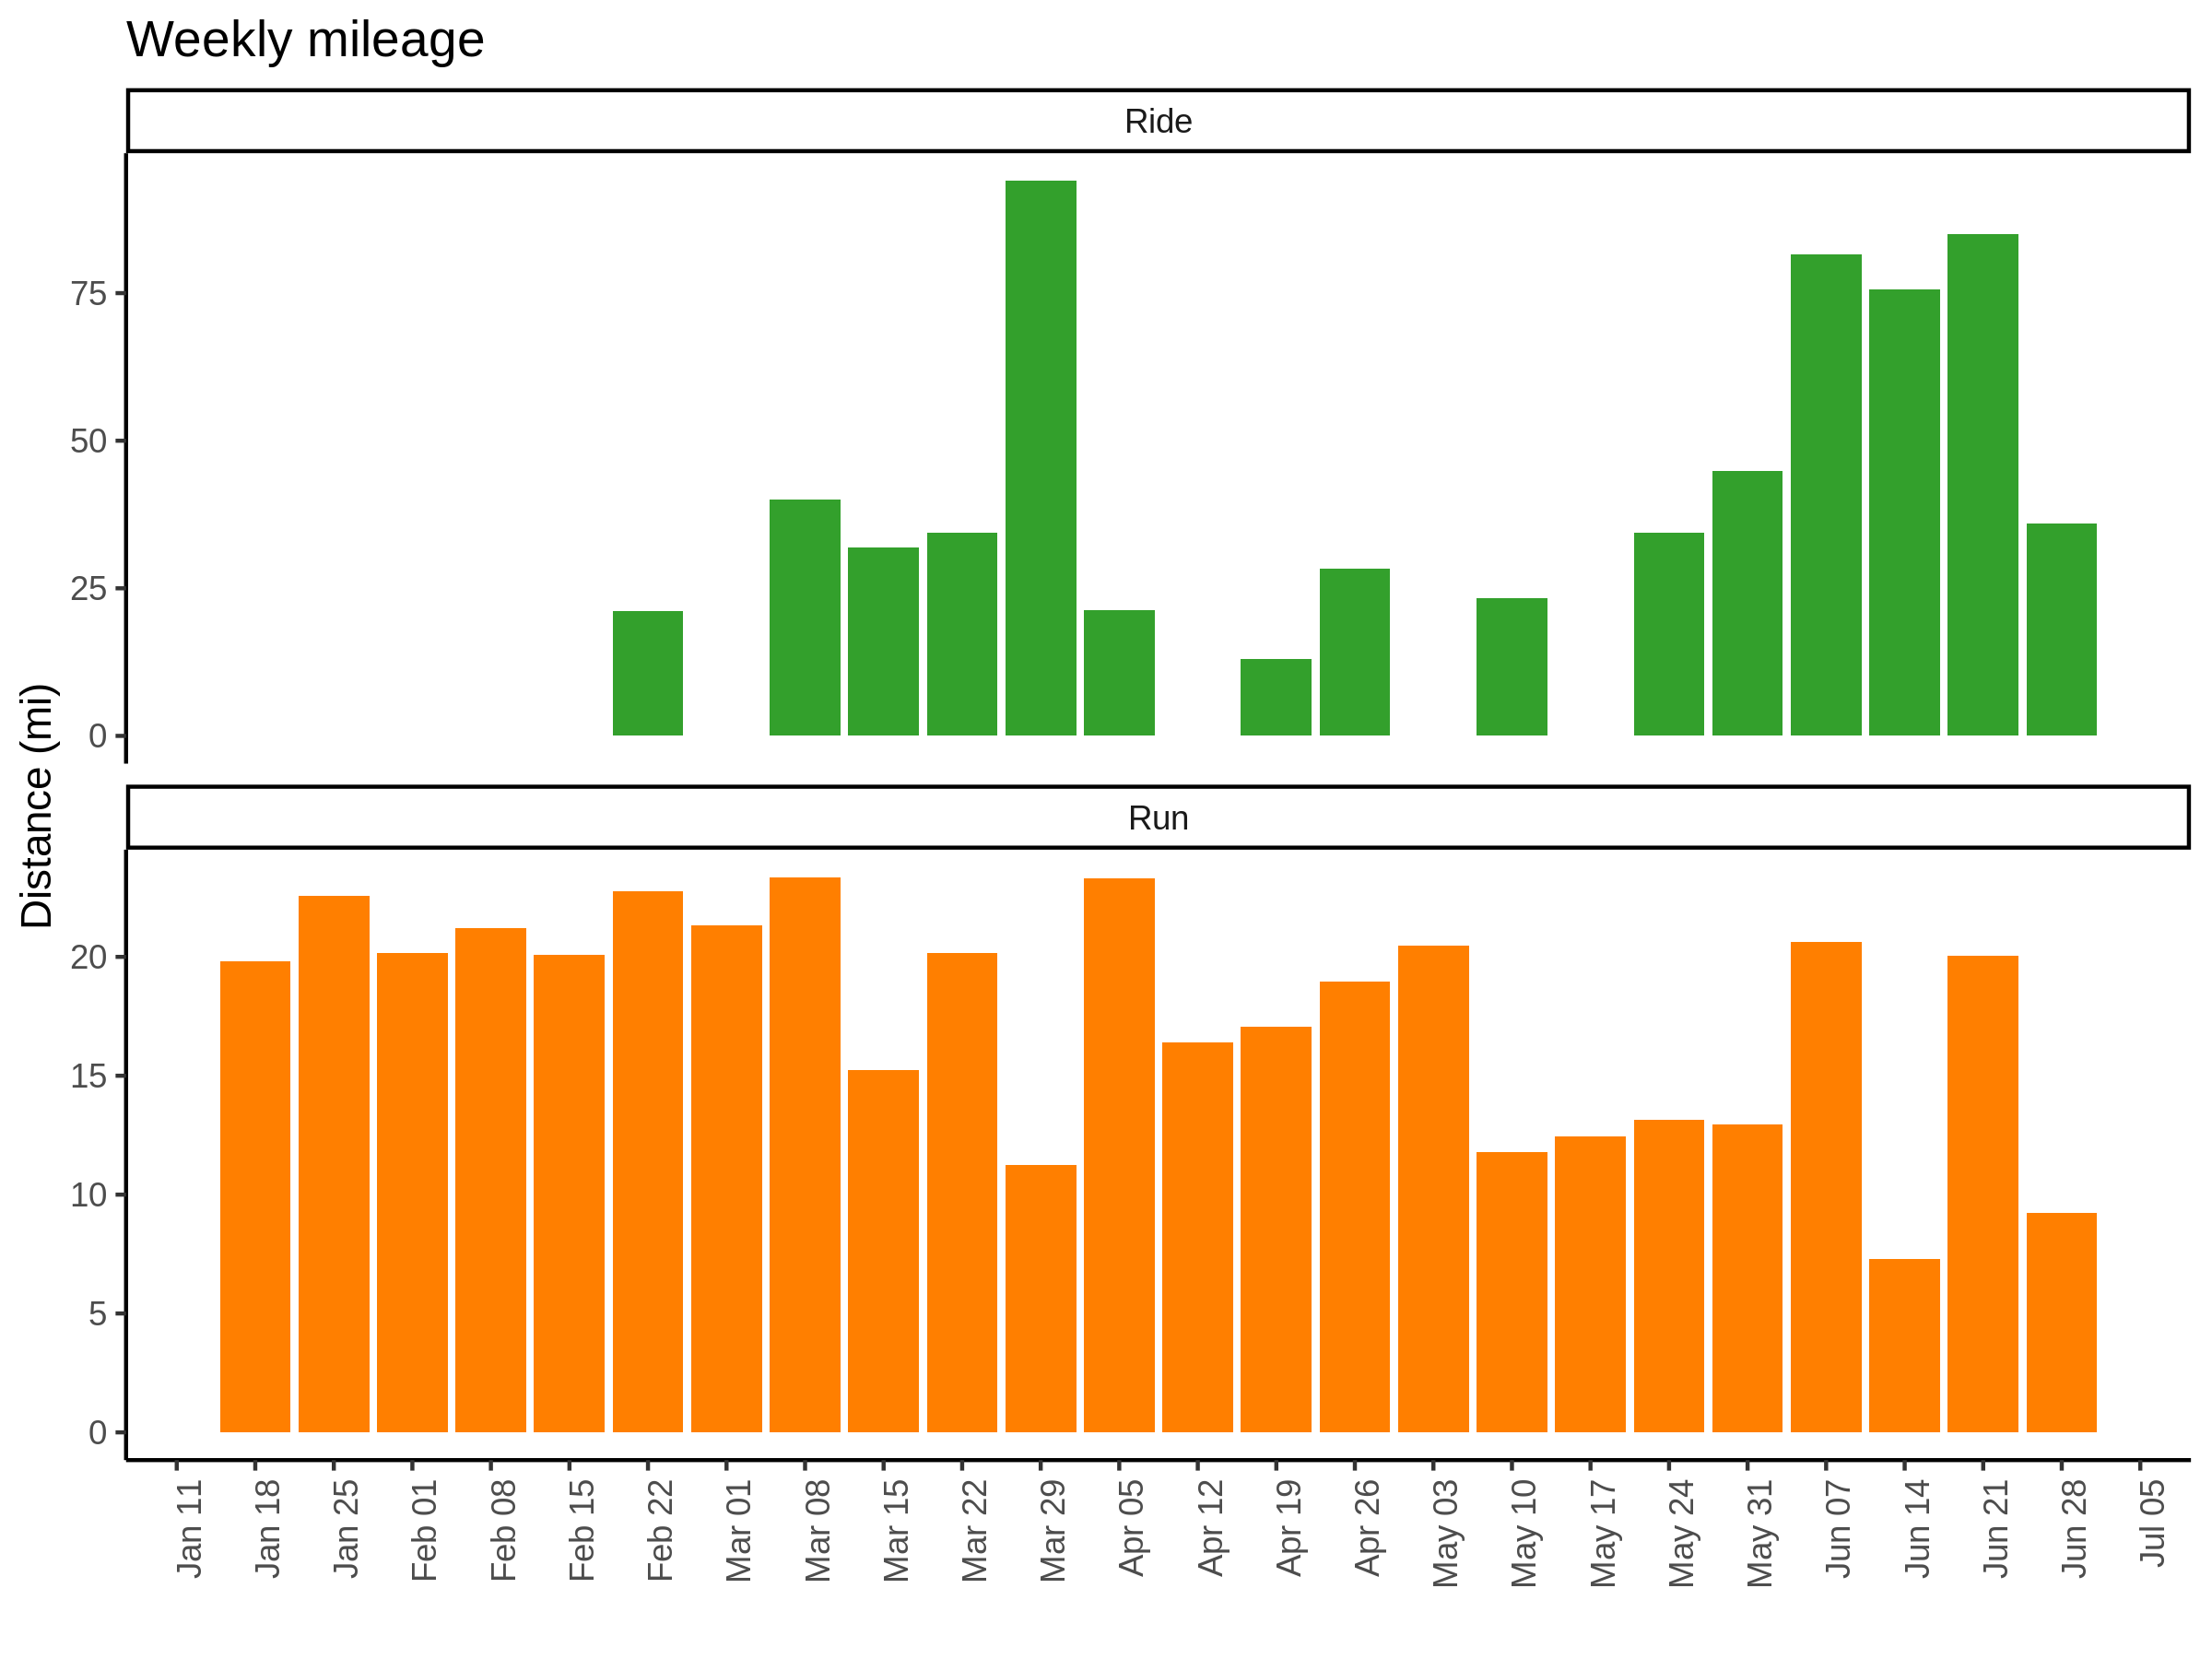 Weekly mileage
Ride
75
50
25
0
Distance (mi)
Run
20
15
10
5
0
Jan 11
Jan 18
Jan 25
Feb 01
Feb 08
Feb 15
Feb 22
Mar 01
Mar 08
Mar 15
Mar 22
Mar 29
Apr 05
Apr 12
Apr 19
Apr 26
May 03
May 10
May 17
May 24
May 31
Jun 07
Jun 14
Jun 21
Jun 28
Jul 05